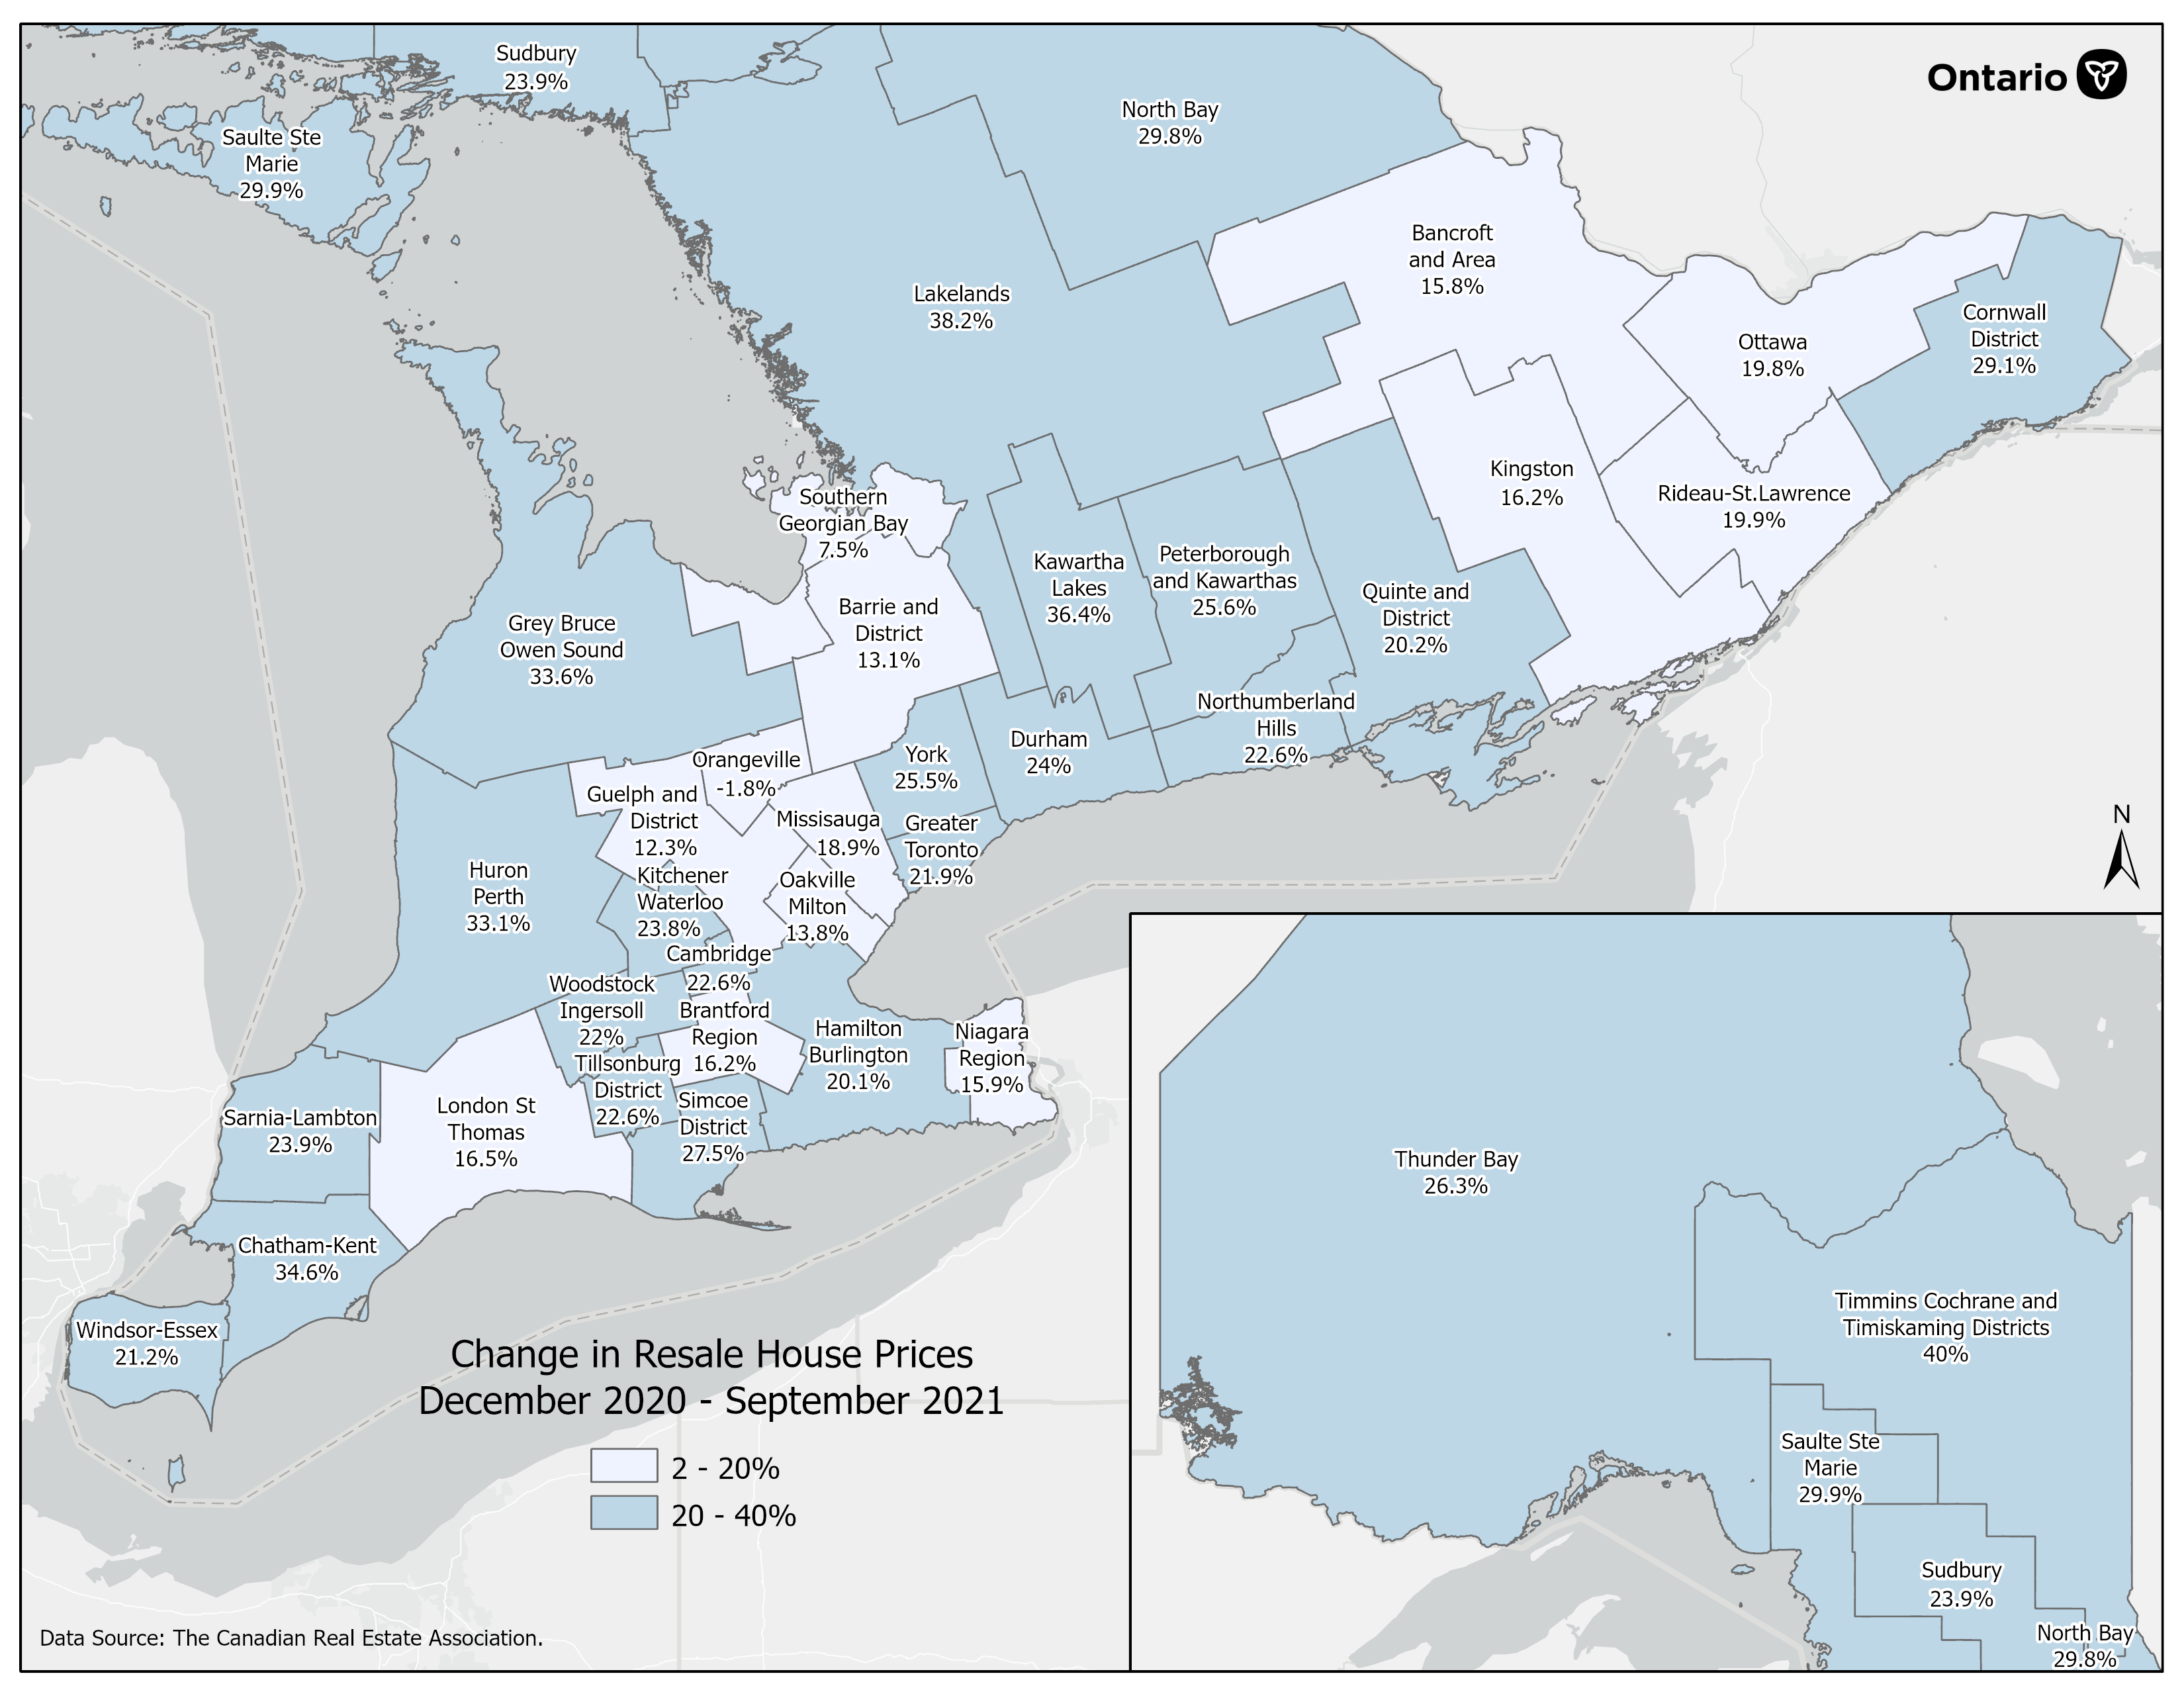 Sudbury
23.9%
Ontario
North Bay
29.8%
Saulte Ste
Marie
29.9%
Bancroft
and Area
15.8%
Lakelands
38.2%
Cornwall
District
29.1%
Ottawa
19.8%
Kingston
16.2%
Rideau-St.Lawrence
19.9%
Southern
Georgian Bay
7.5%
Kawartha
Lakes
36.4%
Peterborough
and Kawarthas
25.6%
Quinte and
District
20.2%
Barrie and
District
13.1%
Grey Bruce
Owen Sound
33.6%
Northumberland
Hills
22.6%
Durham
24%
York
25.5%
Orangeville
-1.8%
Guelph and
District
12.3%
Missisauga
18.9%
Greater
Toronto
21.9%
N
Huron
Perth
33.1%
Kitchener
Waterloo
23.8%
Oakville
Milton
13.8%
Cambridge
22.6%
Woodstock
Ingersoll
22%
Brantford
Region
16.2%
Hamilton
Burlington
20.1%
Niagara
Region
15.9%
Tillsonburg
District
22.6%
Simcoe
District
27.5%
Sarnia-Lambton
23.9%
London St
Thomas
16.5%
Chatham-Kent
34.6%
Windsor-Essex
21.2%
Thunder Bay
26.3%
Timmins Cochrane and
Timiskaming Districts
40%
Saulte Ste
Marie
29.9%
Sudbury
23.9%
North Bay
29.8%
Change in Resale House Prices
December 2020 - September 2021
2 - 20%
20 - 40%
Data Source: The Canadian Real Estate Association.